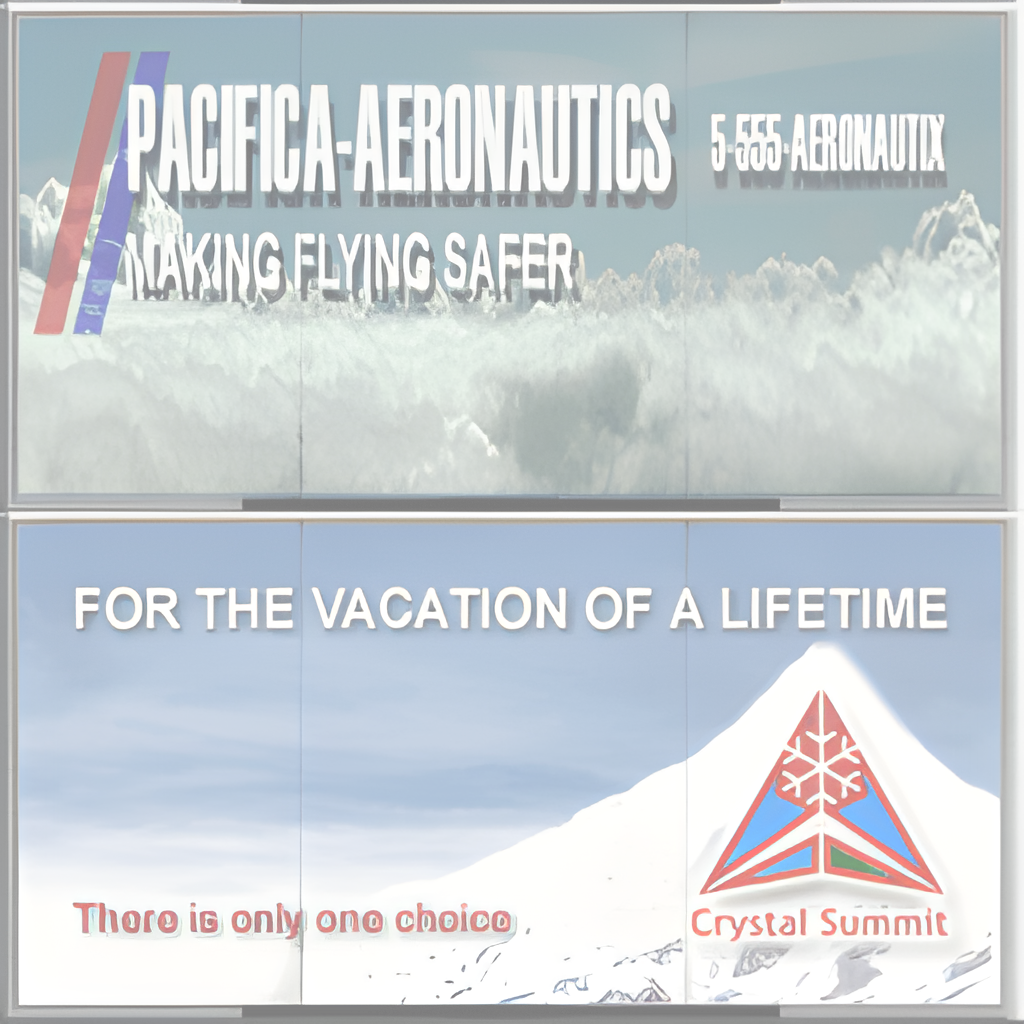 PACIFICA-AERONAUTICS
5-555-AERONAUTIX
MAKING FLYING SAFER
FOR THE VACATION OF A LIFETIME
There is only one choice
Crystal Summit